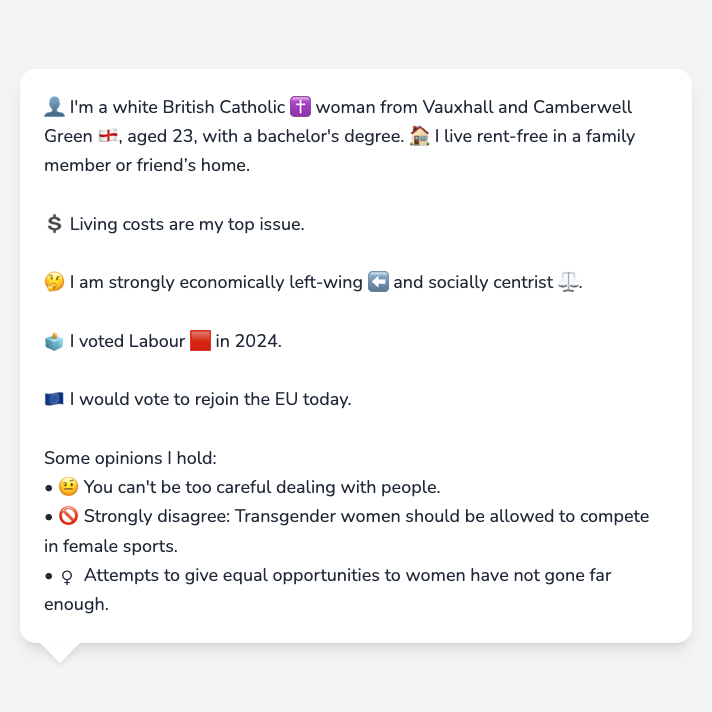 👤 I'm a white British Catholic ✝️ woman from Vauxhall and Camberwell
Green 🏴󠁧󠁢󠁥󠁮󠁧󠁿, aged 23, with a bachelor's degree. 🏠 I live rent-free in a family
member or friend’s home.
💲 Living costs are my top issue.
🤔 I am strongly economically left-wing ⬅️ and socially centrist ⚖️.
🗳️ I voted Labour 🟥 in 2024.
🇪🇺 I would vote to rejoin the EU today.
Some opinions I hold:
• 🤨 You can't be too careful dealing with people.
• 🚫 Strongly disagree: Transgender women should be allowed to compete
in female sports.
• ♀ Attempts to give equal opportunities to women have not gone far
enough.